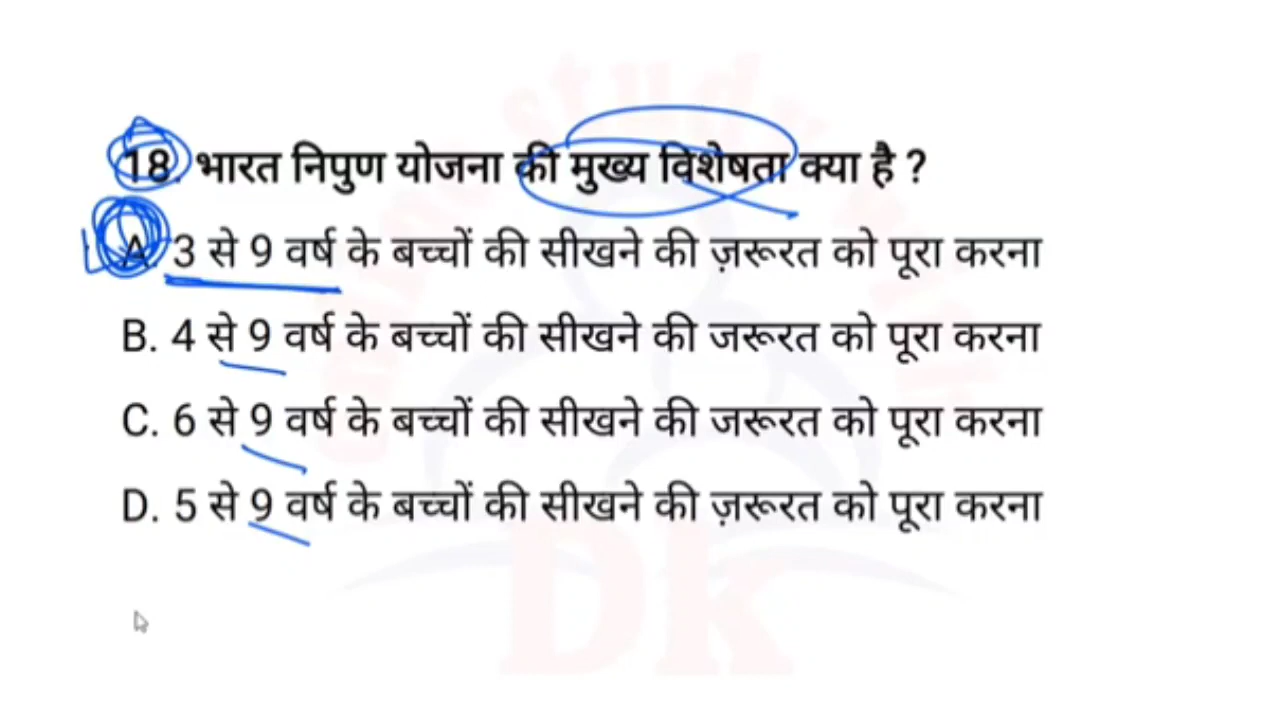 18. भारत निपुण योजना की मुख्य विशेषता क्या है ?
A. 3 से 9 वर्ष के बच्चों की सीखने की ज़रूरत को पूरा करना
B. 4 से 9 वर्ष के बच्चों की सीखने की जरूरत को पूरा करना
C. 6 से 9 वर्ष के बच्चों की सीखने की जरूरत को पूरा करना
D. 5 से 9 वर्ष के बच्चों की सीखने की ज़रूरत को पूरा करना
Dk